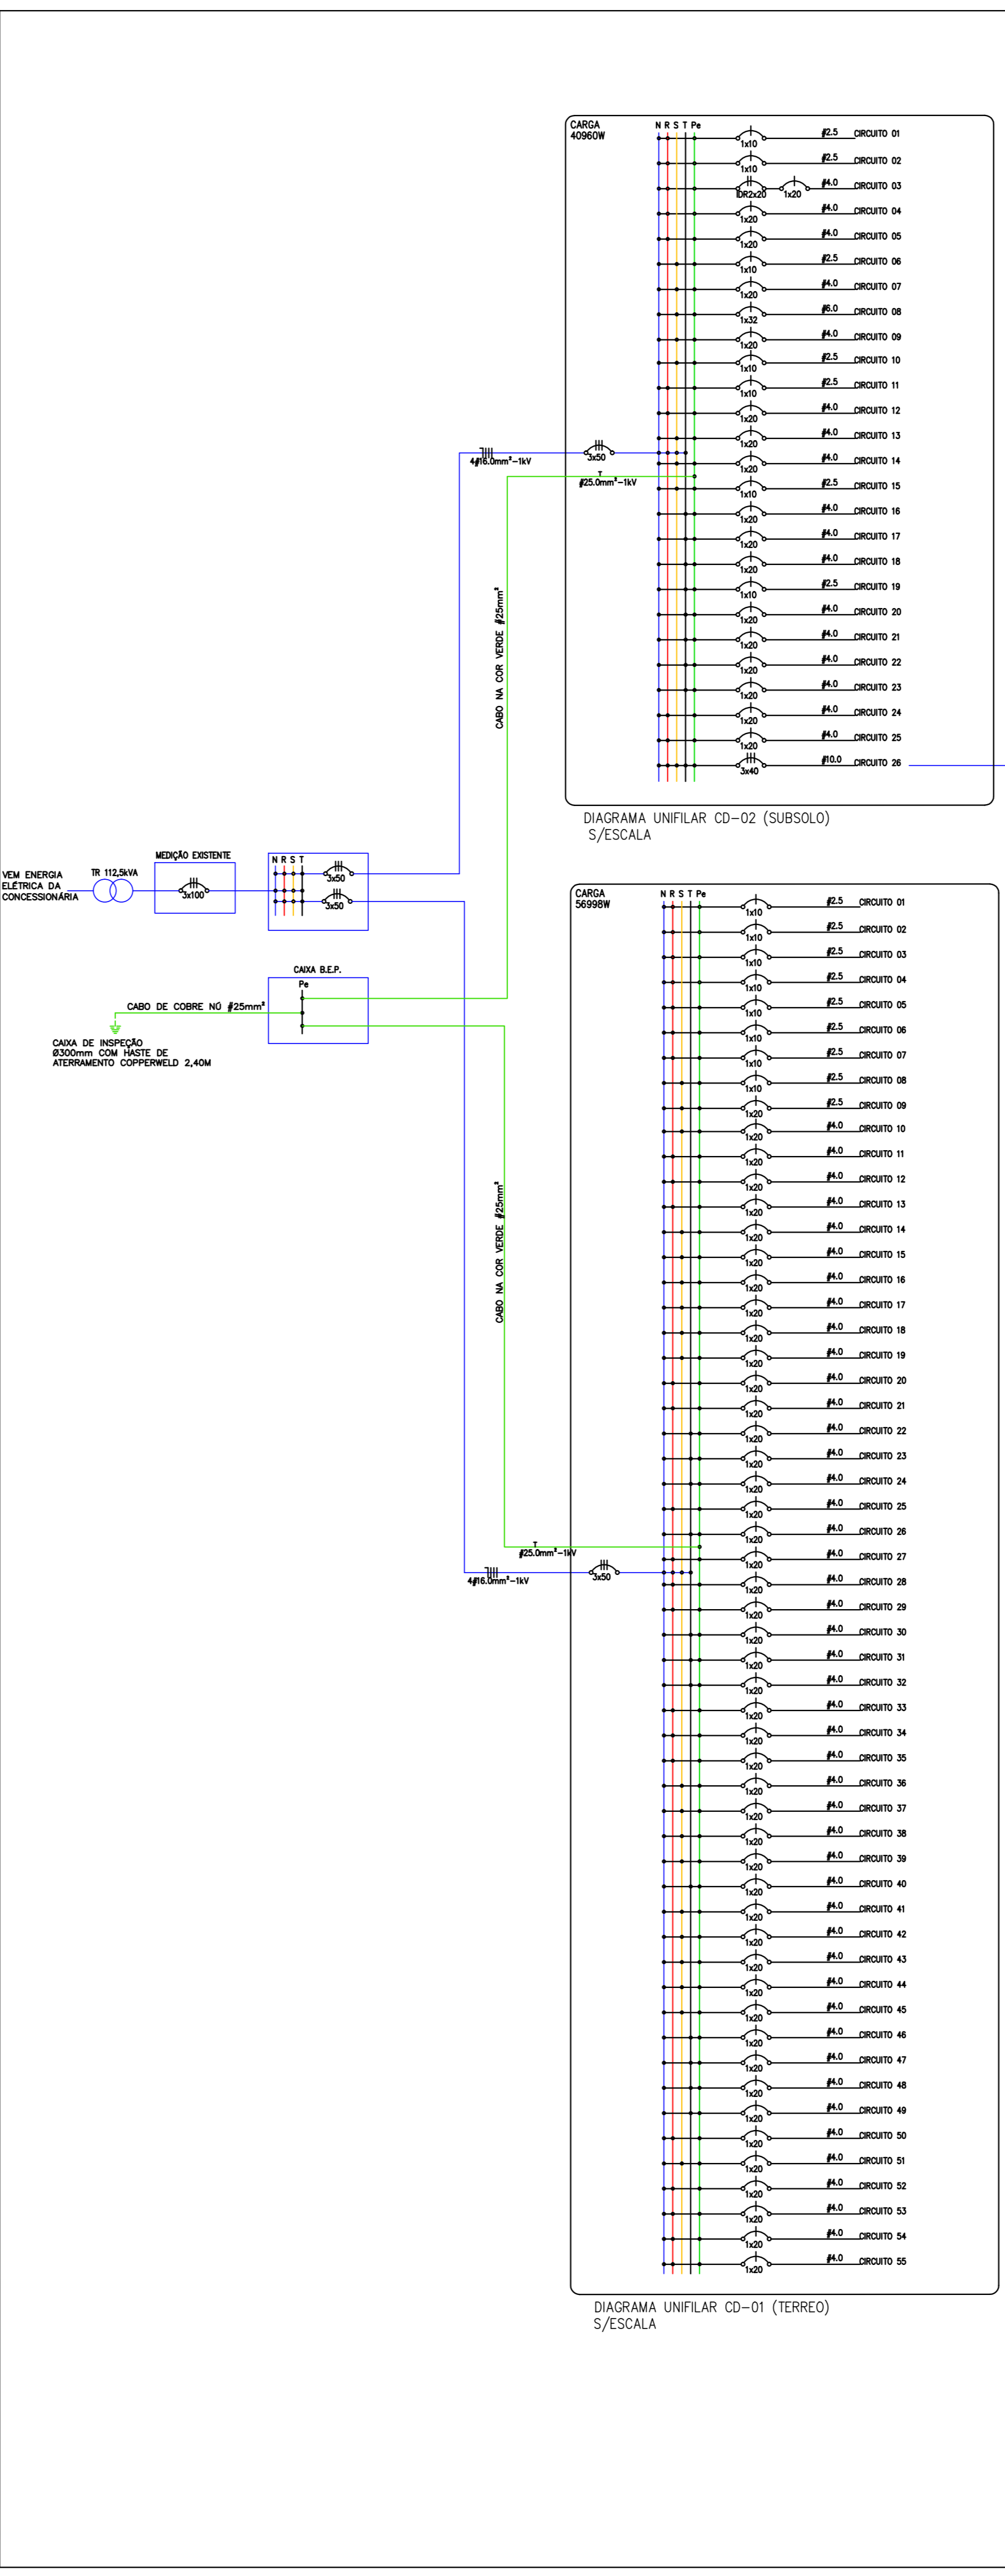 CARGA
40960W
N R S T Pe
1x10 #2.5 CIRCUITO 01
1x10 #2.5 CIRCUITO 02
IDR2x20 1x20 #4.0 CIRCUITO 03
1x20 #4.0 CIRCUITO 04
1x20 #4.0 CIRCUITO 05
1x10 #2.5 CIRCUITO 06
1x20 #4.0 CIRCUITO 07
1x32 #6.0 CIRCUITO 08
1x20 #4.0 CIRCUITO 09
1x10 #2.5 CIRCUITO 10
1x10 #2.5 CIRCUITO 11
1x20 #4.0 CIRCUITO 12
1x20 #4.0 CIRCUITO 13
1x20 #4.0 CIRCUITO 14
1x10 #2.5 CIRCUITO 15
1x20 #4.0 CIRCUITO 16
1x20 #4.0 CIRCUITO 17
1x20 #4.0 CIRCUITO 18
1x10 #2.5 CIRCUITO 19
1x20 #4.0 CIRCUITO 20
1x20 #4.0 CIRCUITO 21
1x20 #4.0 CIRCUITO 22
1x20 #4.0 CIRCUITO 23
1x20 #4.0 CIRCUITO 24
1x20 #4.0 CIRCUITO 25
3x40 #10.0 CIRCUITO 26
4#16.0mm²-1kV
3x50
T
#25.0mm²-1kV
CABO NA COR VERDE #25mm²
DIAGRAMA UNIFILAR CD-02 (SUBSOLO)
S/ESCALA
VEM ENERGIA
ELÉTRICA DA
CONCESSIONÁRIA
TR 112,5kVA
MEDIÇÃO EXISTENTE
3x100
N R S T
3x50
3x50
CAIXA B.E.P.
Pe
CABO DE COBRE NÚ #25mm²
CAIXA DE INSPEÇÃO
Ø300mm COM HASTE DE
ATERRAMENTO COPPERWELD 2,40M
CABO NA COR VERDE #25mm²
T
#25.0mm²-1kV
4#16.0mm²-1kV
3x50
CARGA
56998W
N R S T Pe
1x10 #2.5 CIRCUITO 01
1x10 #2.5 CIRCUITO 02
1x10 #2.5 CIRCUITO 03
1x10 #2.5 CIRCUITO 04
1x10 #2.5 CIRCUITO 05
1x10 #2.5 CIRCUITO 06
1x10 #2.5 CIRCUITO 07
1x10 #2.5 CIRCUITO 08
1x20 #2.5 CIRCUITO 09
1x20 #4.0 CIRCUITO 10
1x20 #4.0 CIRCUITO 11
1x20 #4.0 CIRCUITO 12
1x20 #4.0 CIRCUITO 13
1x20 #4.0 CIRCUITO 14
1x20 #4.0 CIRCUITO 15
1x20 #4.0 CIRCUITO 16
1x20 #4.0 CIRCUITO 17
1x20 #4.0 CIRCUITO 18
1x20 #4.0 CIRCUITO 19
1x20 #4.0 CIRCUITO 20
1x20 #4.0 CIRCUITO 21
1x20 #4.0 CIRCUITO 22
1x20 #4.0 CIRCUITO 23
1x20 #4.0 CIRCUITO 24
1x20 #4.0 CIRCUITO 25
1x20 #4.0 CIRCUITO 26
1x20 #4.0 CIRCUITO 27
1x20 #4.0 CIRCUITO 28
1x20 #4.0 CIRCUITO 29
1x20 #4.0 CIRCUITO 30
1x20 #4.0 CIRCUITO 31
1x20 #4.0 CIRCUITO 32
1x20 #4.0 CIRCUITO 33
1x20 #4.0 CIRCUITO 34
1x20 #4.0 CIRCUITO 35
1x20 #4.0 CIRCUITO 36
1x20 #4.0 CIRCUITO 37
1x20 #4.0 CIRCUITO 38
1x20 #4.0 CIRCUITO 39
1x20 #4.0 CIRCUITO 40
1x20 #4.0 CIRCUITO 41
1x20 #4.0 CIRCUITO 42
1x20 #4.0 CIRCUITO 43
1x20 #4.0 CIRCUITO 44
1x20 #4.0 CIRCUITO 45
1x20 #4.0 CIRCUITO 46
1x20 #4.0 CIRCUITO 47
1x20 #4.0 CIRCUITO 48
1x20 #4.0 CIRCUITO 49
1x20 #4.0 CIRCUITO 50
1x20 #4.0 CIRCUITO 51
1x20 #4.0 CIRCUITO 52
1x20 #4.0 CIRCUITO 53
1x20 #4.0 CIRCUITO 54
1x20 #4.0 CIRCUITO 55
DIAGRAMA UNIFILAR CD-01 (TERREO)
S/ESCALA